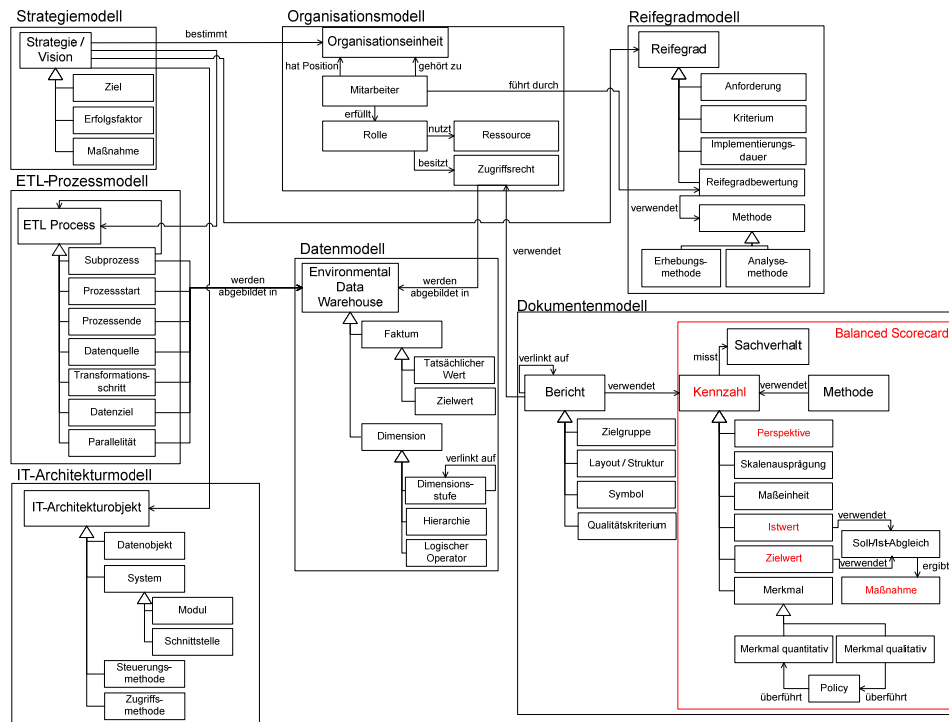 Strategiemodell
Strategie /
Vision
Ziel
Erfolgsfaktor
Maßnahme
bestimmt
Organisationsmodell
Organisationseinheit
hat Position
gehört zu
Mitarbeiter
führt durch
erfüllt
Rolle
nutzt
Ressource
besitzt
Zugriffsrecht
Reifegradmodell
Reifegrad
Anforderung
Kriterium
Implementierungs-
dauer
Reifegradbewertung
verwendet
Methode
Erhebungs-
methode
Analyse-
methode
ETL-Prozessmodell
ETL Process
Subprozess
Prozessstart
Prozessende
Datenquelle
Transformations-
schritt
Datenziel
Parallelität
werden
abgebildet in
Datenmodell
Environmental
Data
Warehouse
werden
abgebildet in
verwendet
Faktum
Tatsächlicher
Wert
Zielwert
Dimension
verlinkt auf
Dimensions-
stufe
Hierarchie
Logischer
Operator
IT-Architekturmodell
IT-Architekturobjekt
Datenobjekt
System
Modul
Schnittstelle
Steuerungs-
methode
Zugriffs-
methode
Dokumentenmodell
Balanced Scorecard
verlinkt auf
Bericht
verwendet
Zielgruppe
Layout / Struktur
Symbol
Qualitätskriterium
misst
Sachverhalt
Kennzahl
verwendet
Methode
Perspektive
Skalenausprägung
Maßeinheit
Istwert
verwendet
Soll-/Ist-Abgleich
Zielwert
verwendet
ergibt
Merkmal
Maßnahme
Merkmal quantitativ
Merkmal qualitativ
überführt
Policy
überführt